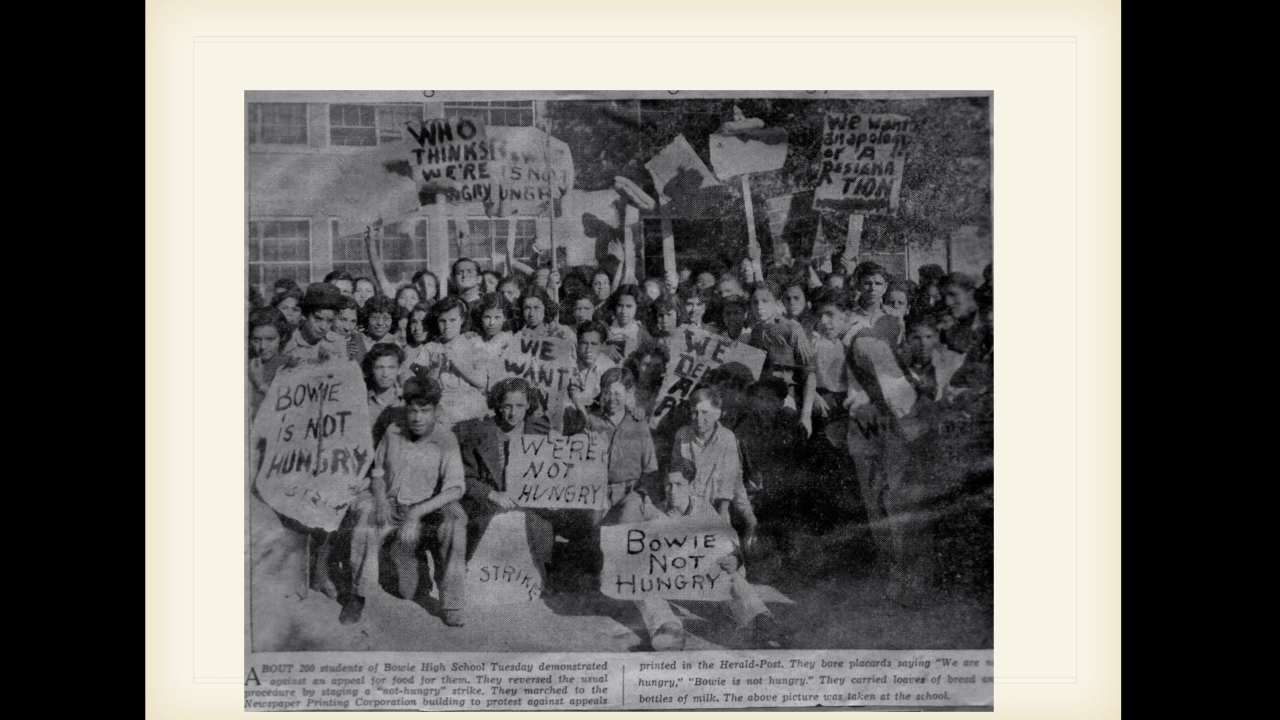 WHO
THINKS
WE'RE
IS NOT
We want
an apology
or A
RESIGNA
TION
WE
WANT
WE
BOWIE
IS NOT
HUNGRY
STRIKE
WE'RE
NOT
HUNGRY
STRIKE
BOWIE
NOT
HUNGRY
ABOUT 200 students of Bowie High School Tuesday demonstrated
against an appeal for food for them. They reversed the usual
procedure by staging a "not-hungry" strike. They marched to the
Newspaper Printing Corporation building to protest against appeals
printed in the Herald-Post. They bore placards saying "We are
hungry," "Bowie is not hungry." They carried loaves of bread
bottles of milk. The above picture was taken at the school.